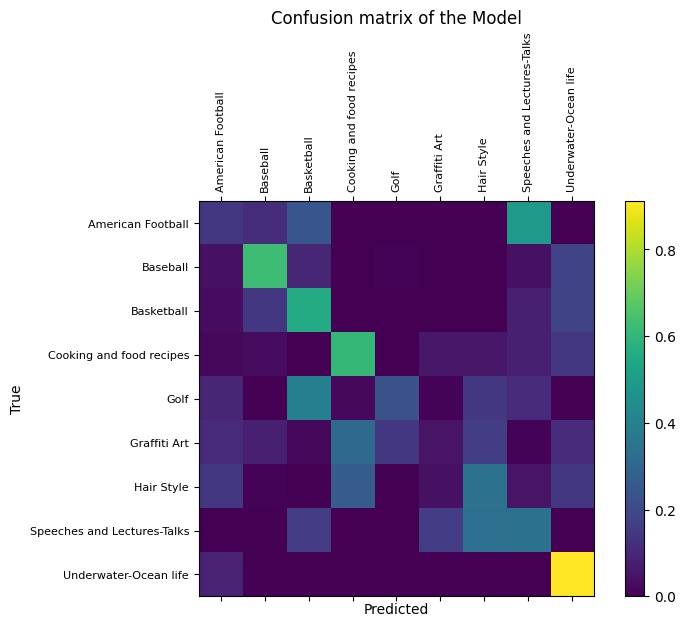 Confusion matrix of the Model
American Football
Baseball
Basketball
Cooking and food recipes
Golf
Graffiti Art
Hair Style
Speeches and Lectures-Talks
Underwater-Ocean life
True
American Football
Baseball
Basketball
Cooking and food recipes
Golf
Graffiti Art
Hair Style
Speeches and Lectures-Talks
Underwater-Ocean life
Predicted
0.8
0.6
0.4
0.2
0.0